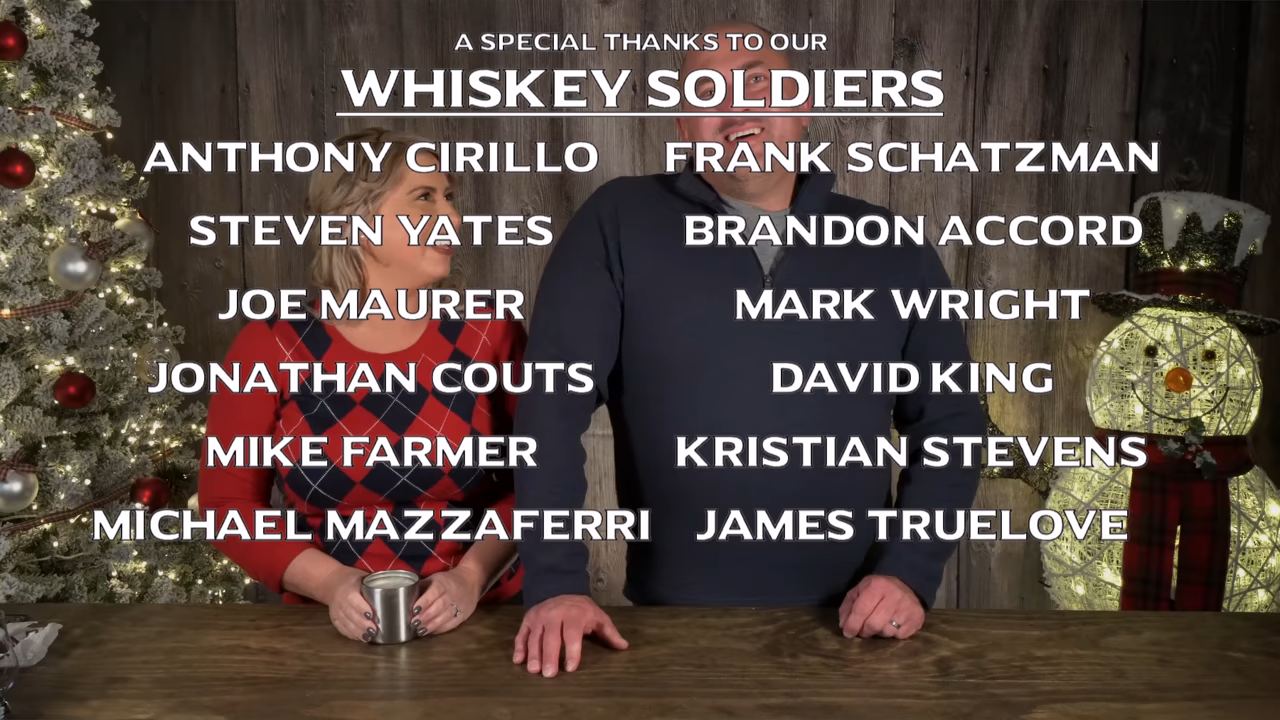 A SPECIAL THANKS TO OUR
WHISKEY SOLDIERS
ANTHONY CIRILLO FRANK SCHATZMAN
STEVEN YATES BRANDON ACCORD
JOE MAURER MARK WRIGHT
JONATHAN COUTS DAVID KING
MIKE FARMER KRISTIAN STEVENS
MICHAEL MAZZAFERRI JAMES TRUELOVE